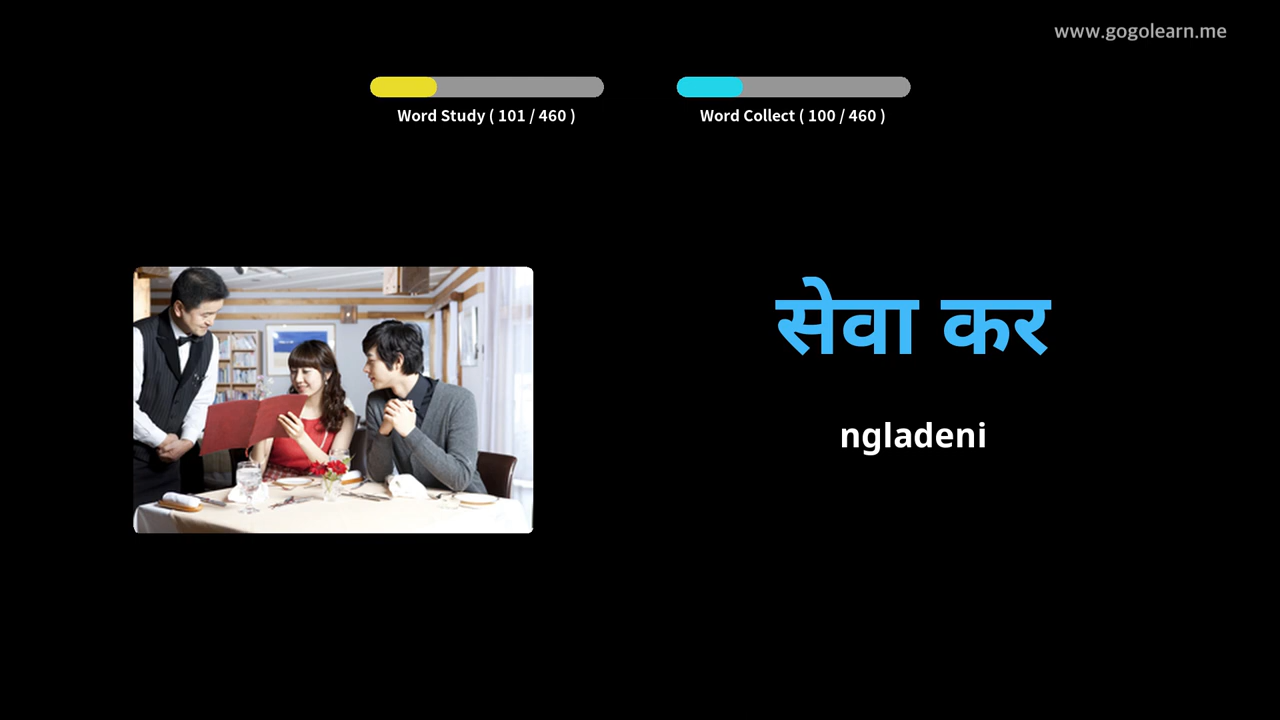 www.gogolearn.me
Word Study ( 101 / 460 )
Word Collect ( 100 / 460 )
सेवा कर
ngladeni